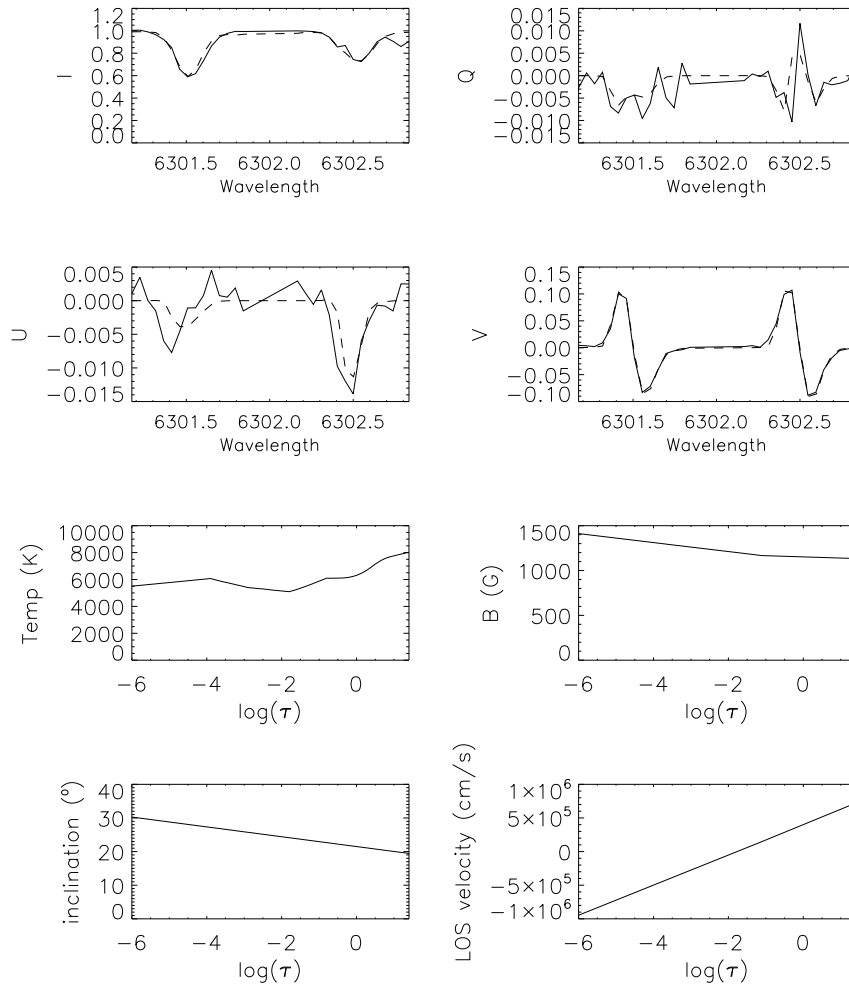 1.2
1.0
0.8
0.6
0.4
0.2
0.0
I
6301.5 6302.0 6302.5
Wavelength
0.015
0.010
0.005
0.000
−0.005
−0.010
−0.015
Q
6301.5 6302.0 6302.5
Wavelength
0.005
0.000
−0.005
−0.010
−0.015
U
6301.5 6302.0 6302.5
Wavelength
0.15
0.10
0.05
0.00
−0.05
−0.10
V
6301.5 6302.0 6302.5
Wavelength
10000
8000
6000
4000
2000
0
Temp (K)
−6 −4 −2 0
log(τ)
1500
1000
500
0
B (G)
−6 −4 −2 0
log(τ)
40
30
20
10
0
inclination (°)
−6 −4 −2 0
log(τ)
1×10⁶
5×10⁵
0
−5×10⁵
−1×10⁶
LOS velocity (cm/s)
−6 −4 −2 0
log(τ)